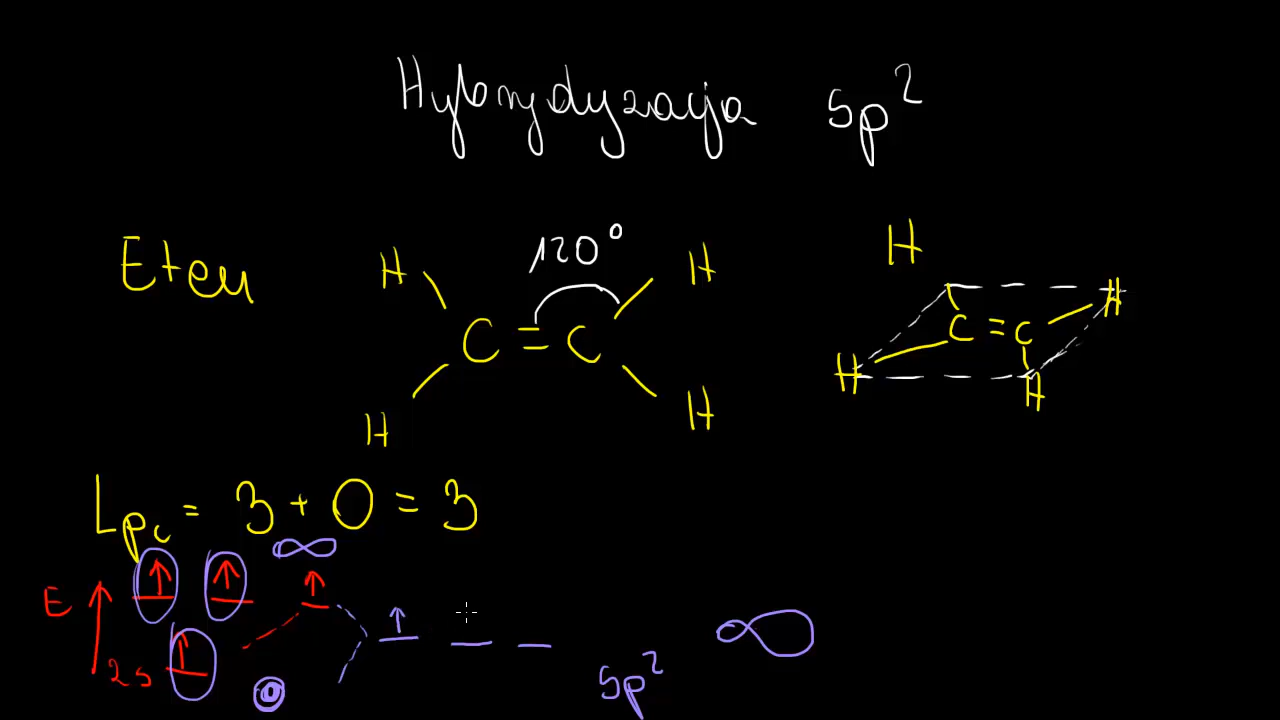 Hybrydyzacja sp²
Eten
120°
H H
C = C
H H
H
H
C = C
H
H
Lpc = 3 + 0 = 3
E
2s
sp²